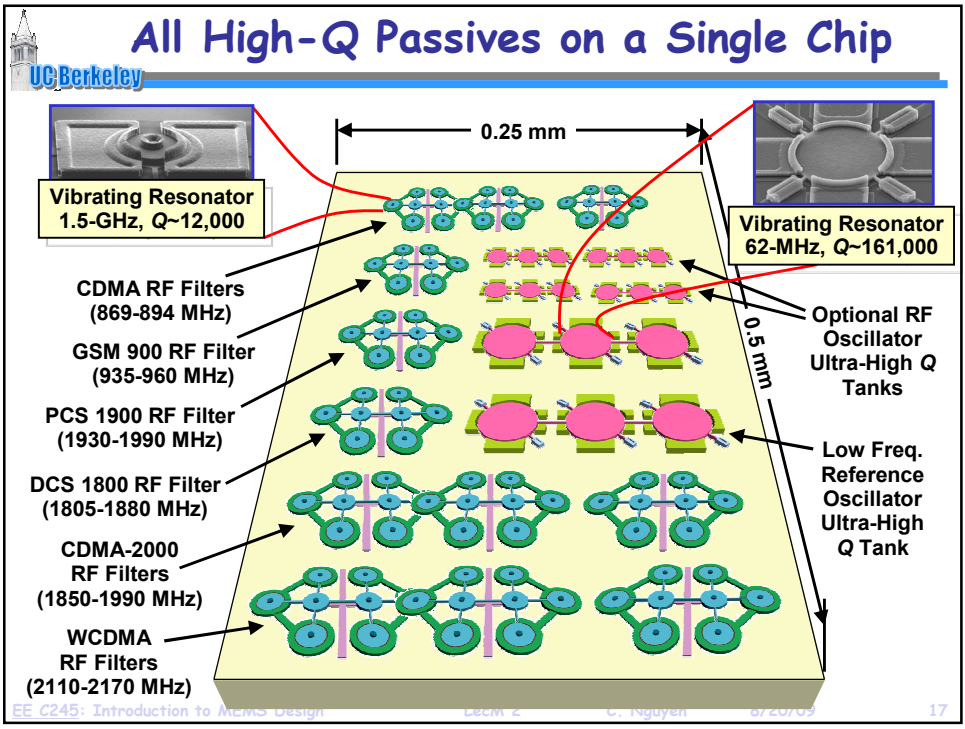 All High-Q Passives on a Single Chip
UC Berkeley
0.25 mm
Vibrating Resonator
1.5-GHz, Q~12,000
Vibrating Resonator
62-MHz, Q~161,000
CDMA RF Filters
(869-894 MHz)
GSM 900 RF Filter
(935-960 MHz)
PCS 1900 RF Filter
(1930-1990 MHz)
DCS 1800 RF Filter
(1805-1880 MHz)
CDMA-2000
RF Filters
(1850-1990 MHz)
WCDMA
RF Filters
(2110-2170 MHz)
0.5 mm
Optional RF
Oscillator
Ultra-High Q
Tanks
Low Freq.
Reference
Oscillator
Ultra-High
Q Tank
EE C245: Introduction to MEMS Design LecM 2 C. Nguyen 8/20/09 17